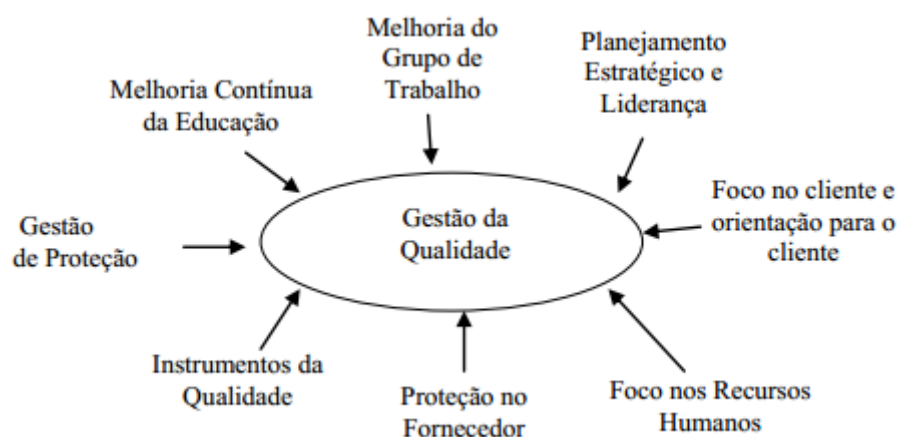 Melhoria do
Grupo de
Trabalho
Planejamento
Estratégico e
Liderança
Melhoria Contínua
da Educação
Foco no cliente e
orientação para o
cliente
Gestão da
Qualidade
Gestão
de Proteção
Instrumentos da
Qualidade
Proteção no
Fornecedor
Foco nos Recursos
Humanos